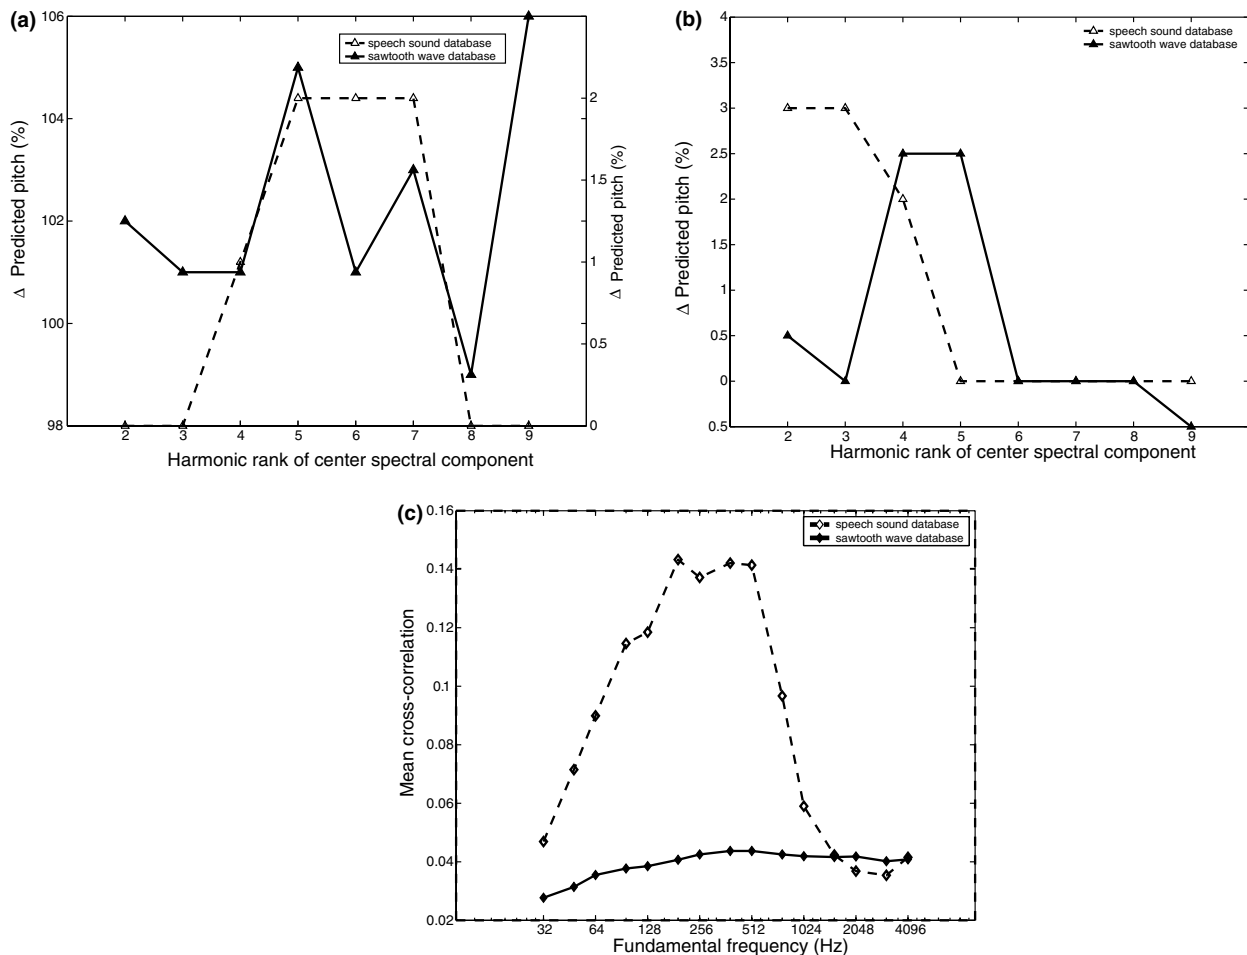 (a)
speech sound database
sawtooth wave database
Δ Predicted pitch (%)
106
104
102
100
98
2
1.5
1
0.5
0
Δ Predicted pitch (%)
2 3 4 5 6 7 8 9
Harmonic rank of center spectral component
(b)
speech sound database
sawtooth wave database
Δ Predicted pitch (%)
4
3.5
3
2.5
2
1.5
1
0.5
0
0.5
2 3 4 5 6 7 8 9
Harmonic rank of center spectral component
(c)
speech sound database
sawtooth wave database
Mean cross-correlation
0.16
0.14
0.12
0.1
0.08
0.06
0.04
0.02
32 64 128 256 512 1024 2048 4096
Fundamental frequency (Hz)